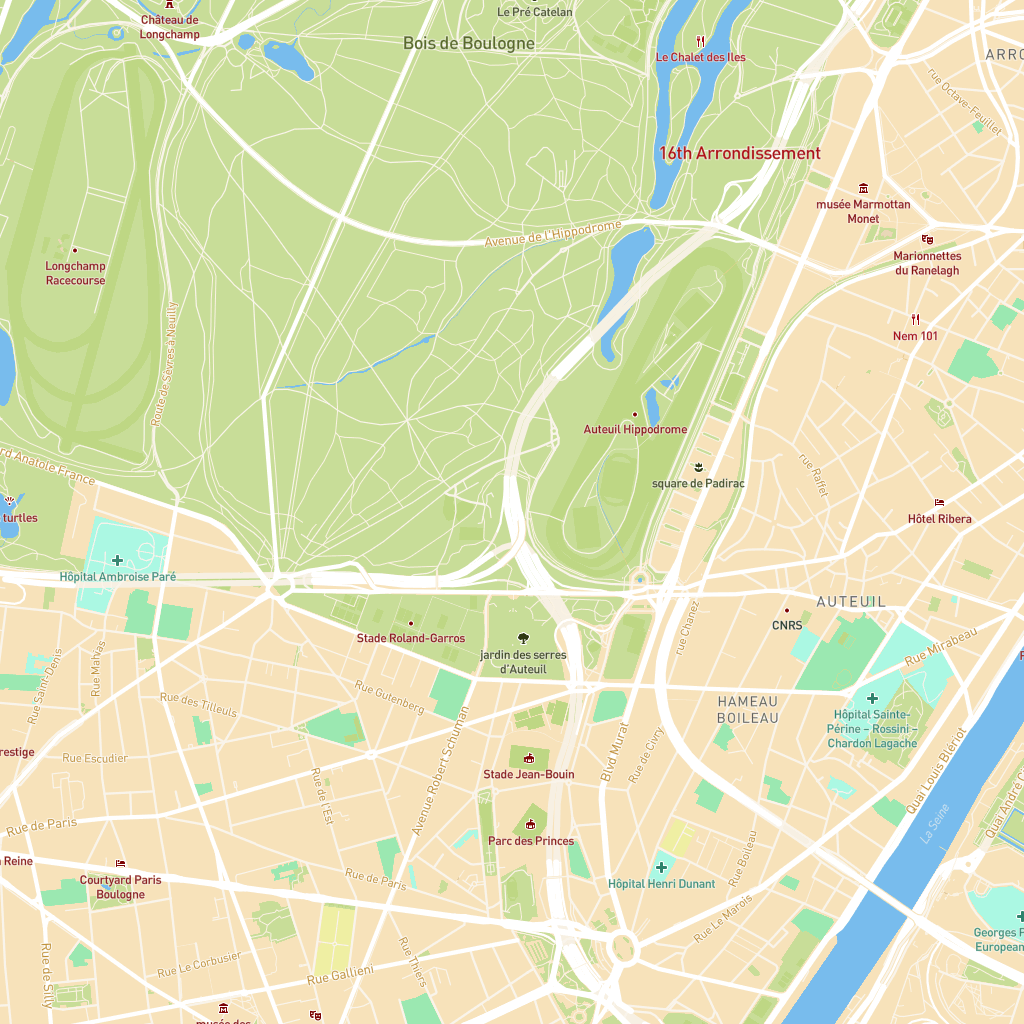 Château de
Longchamp
Le Pré Catelan
Bois de Boulogne
Le Chalet des Iles
ARRO
rue Octave-Feuillet
16th Arrondissement
musée Marmottan
Monet
Avenue de l'Hippodrome
Marionnettes
du Ranelagh
Longchamp
Racecourse
Nem 101
Route de Sèvres à Neuilly
Auteuil Hippodrome
rd Anatole France
square de Padirac
rue Raffet
turtles
Hôtel Ribera
Hôpital Ambroise Paré
AUTEUIL
CNRS
Stade Roland-Garros
rue Chanez
jardin des serres
d'Auteuil
Rue Mirabeau
Rue Saint-Denis
Rue Marvas
Rue des Tilleuls
Rue Gutenberg
HAMEAU
BOILEAU
Hôpital Sainte-
Périne – Rossini –
Chardon Lagache
restige
Rue Escudier
Avenue Robert Schuman
Blvd Murat
Rue de Civry
Quai Louis Blériot
Stade Jean-Bouin
Rue de l'Est
Quai André C
La Seine
Rue de Paris
Parc des Princes
Reine
Courtyard Paris
Boulogne
Rue de Paris
Hôpital Henri Dunant
Rue Boileau
Rue Le Marois
Georges P
European
Rue de Silly
Rue Le Corbusier
Rue Gallieni
Rue Thiers
musée des